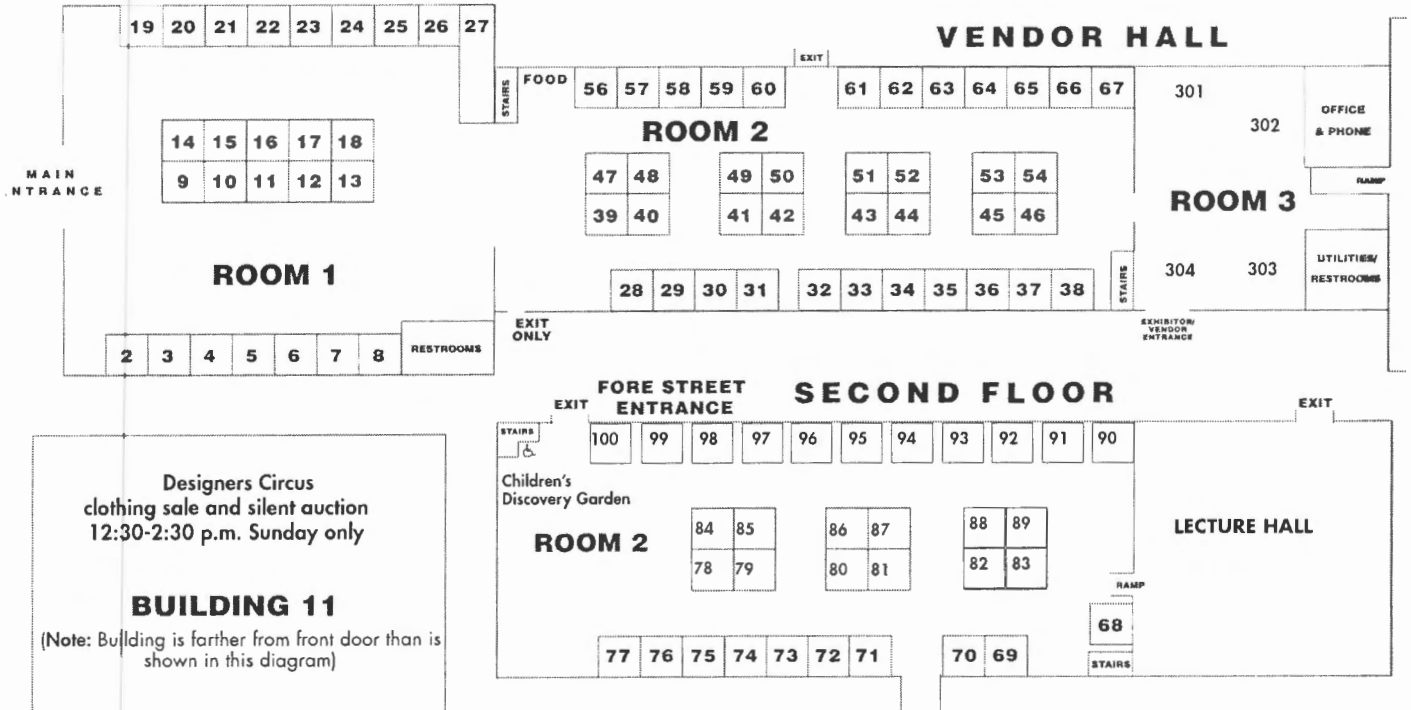 19 20 21 22 23 24 25 26 27
VENDOR HALL
EXIT
STAIRS
FOOD
56 57 58 59 60
61 62 63 64 65 66 67
301
302
OFFICE
& PHONE
ROOM 2
14 15 16 17 18
9 10 11 12 13
MAIN
NTRANCE
47 48 49 50 51 52 53 54
39 40 41 42 43 44 45 46
RAMP
ROOM 3
ROOM 1
28 29 30 31 32 33 34 35 36 37 38
STAIRS
304 303
UTILITIES/
RESTROOMS
EXIT
ONLY
EXHIBITOR/
VENDOR
ENTRANCE
2 3 4 5 6 7 8
RESTROOMS
FORE STREET
ENTRANCE
SECOND FLOOR
EXIT
EXIT
STAIRS
100 99 98 97 96 95 94 93 92 91 90
Children's
Discovery Garden
ROOM 2
84 85 86 87 88 89
78 79 80 81 82 83
LECTURE HALL
RAMP
68
STAIRS
77 76 75 74 73 72 71 70 69
Designers Circus
clothing sale and silent auction
12:30-2:30 p.m. Sunday only
BUILDING 11
(Note: Building is farther from front door than is
shown in this diagram)